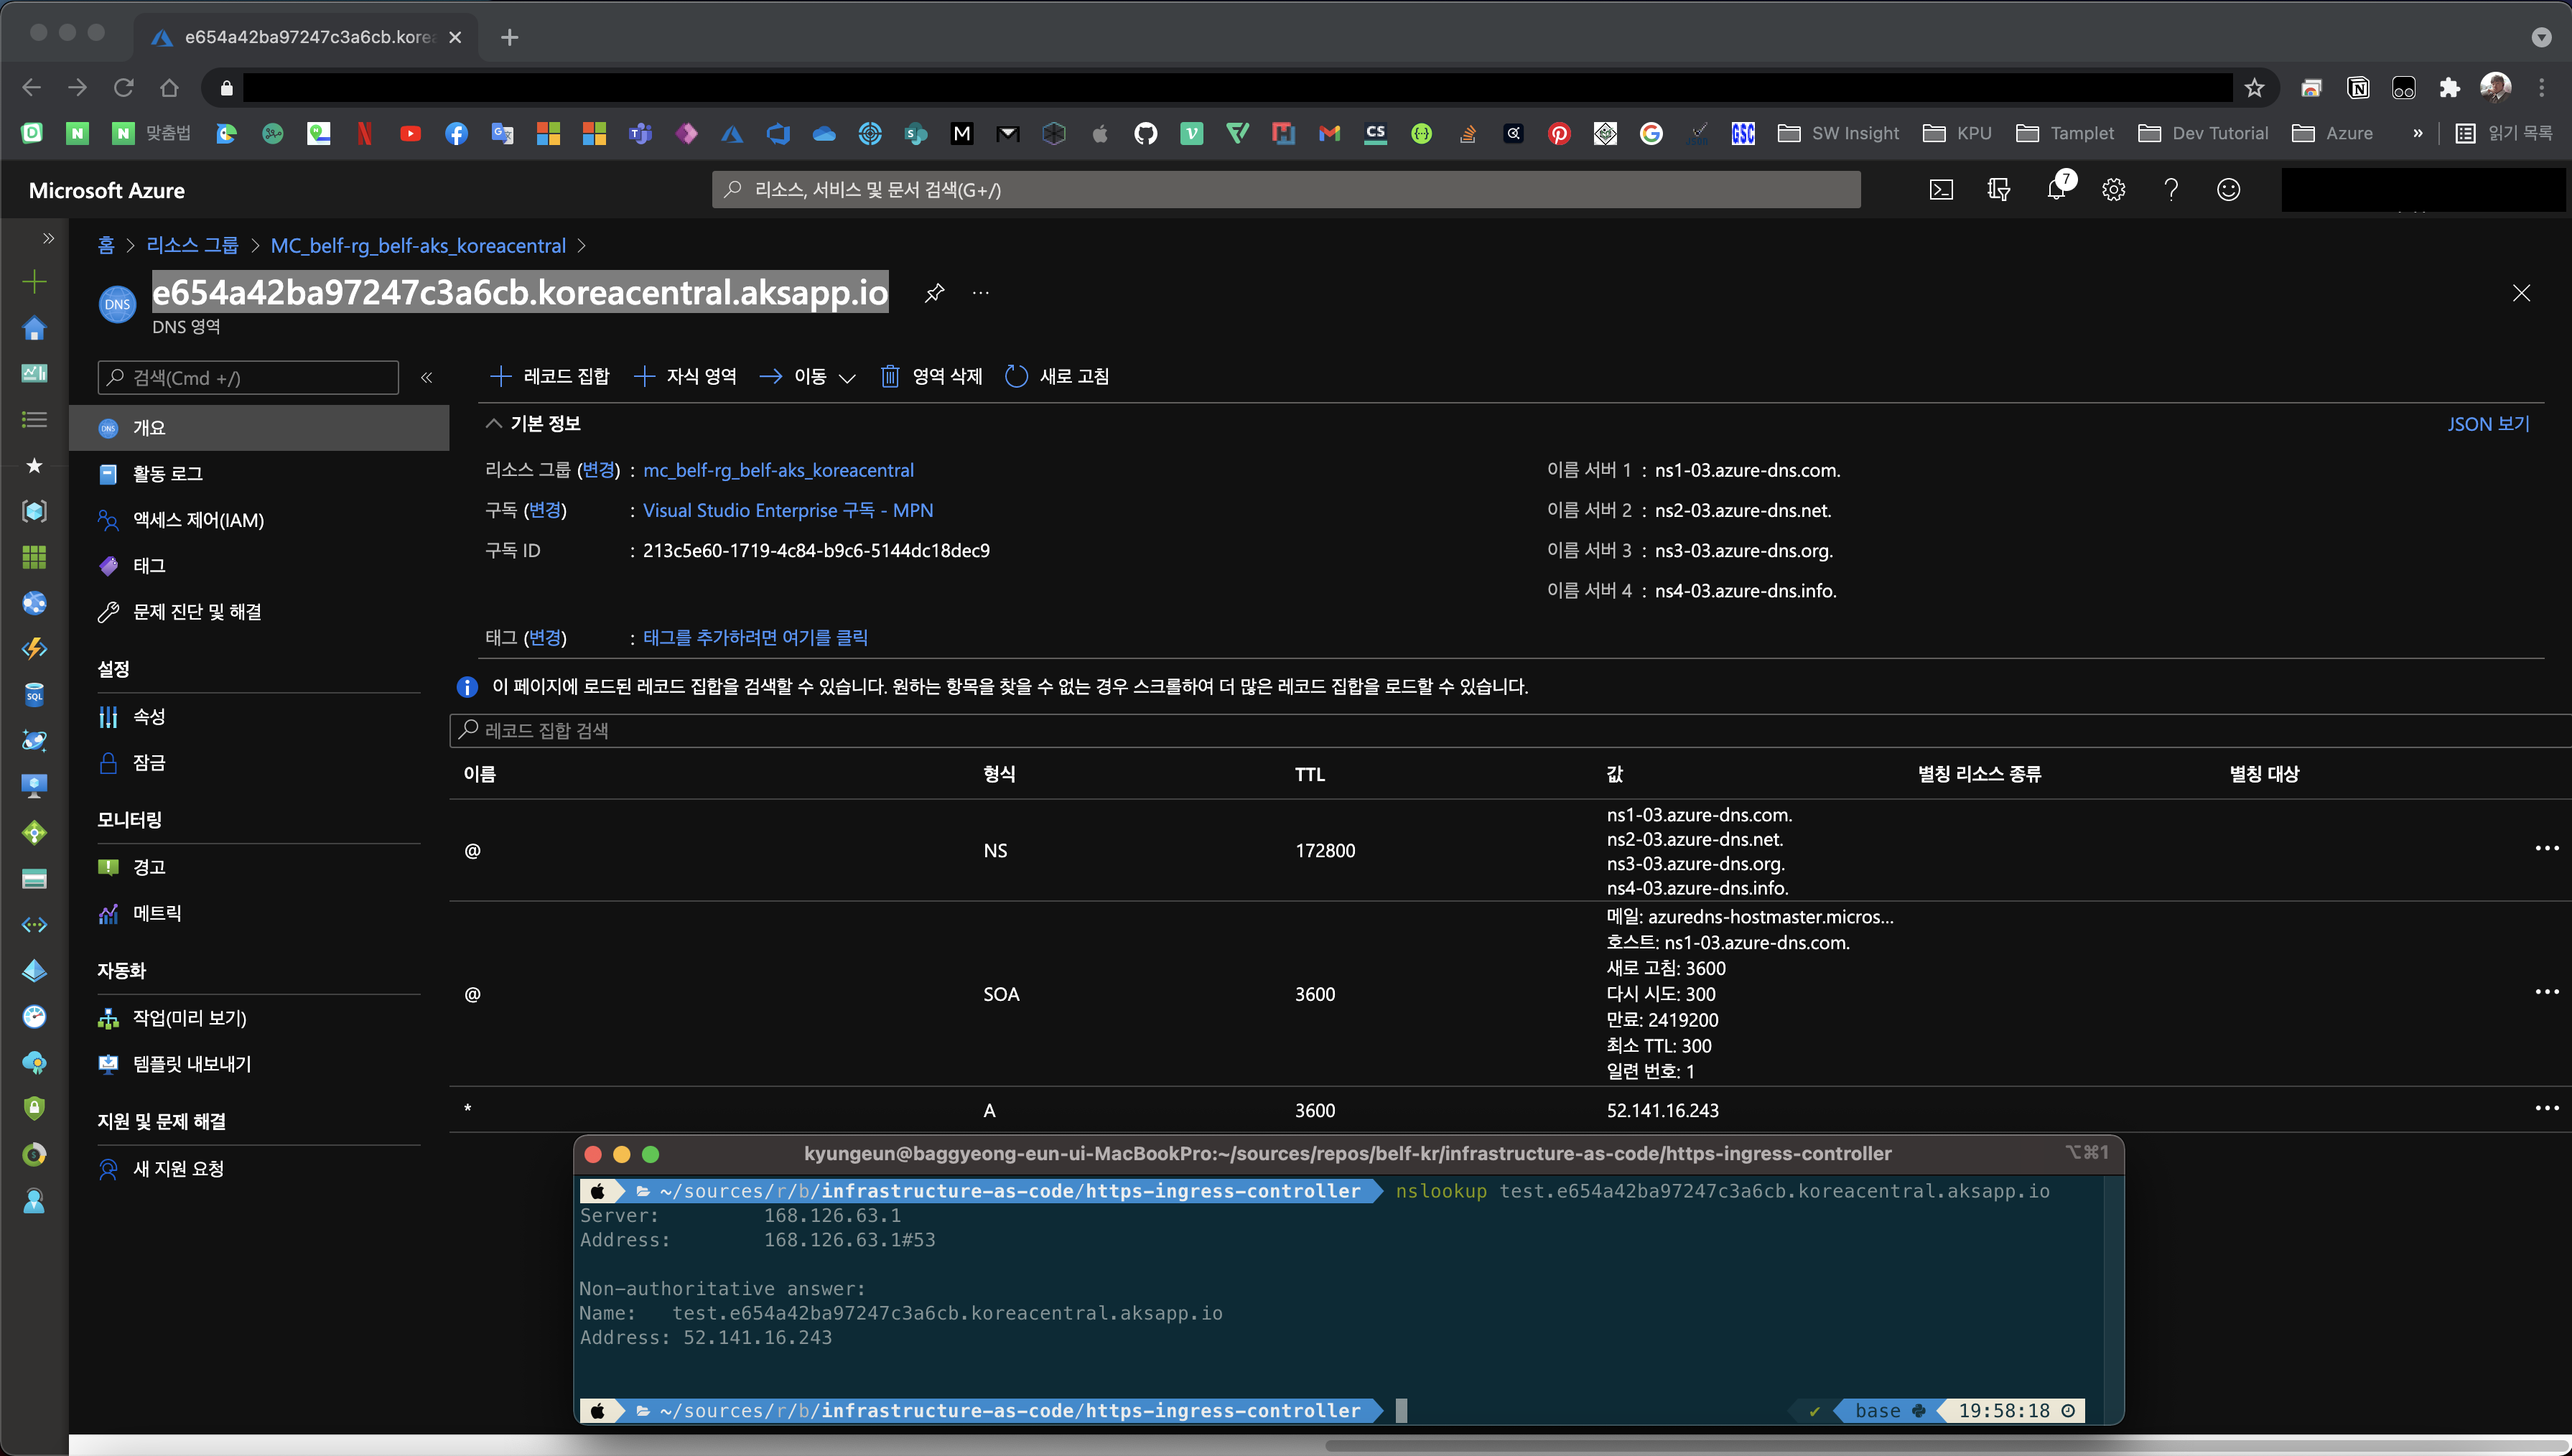 e654a42ba97247c3a6cb.kore
맞춤법
SW Insight
KPU
Tamplet
Dev Tutorial
Azure
»
읽기 목록
Microsoft Azure
리소스, 서비스 및 문서 검색(G+/)
7
홈 > 리소스 그룹 > MC_belf-rg_belf-aks_koreacentral >
DNS
e654a42ba97247c3a6cb.koreacentral.aksapp.io
DNS 영역
검색(Cmd +/)
개요
활동 로그
액세스 제어(IAM)
태그
문제 진단 및 해결
설정
속성
잠금
모니터링
경고
메트릭
자동화
작업(미리 보기)
템플릿 내보내기
지원 및 문제 해결
새 지원 요청
레코드 집합
자식 영역
이동
영역 삭제
새로 고침
기본 정보
JSON 보기
리소스 그룹 (변경) : mc_belf-rg_belf-aks_koreacentral
구독 (변경) : Visual Studio Enterprise 구독 - MPN
구독 ID : 213c5e60-1719-4c84-b9c6-5144dc18dec9
태그 (변경) : 태그를 추가하려면 여기를 클릭
이름 서버 1 : ns1-03.azure-dns.com.
이름 서버 2 : ns2-03.azure-dns.net.
이름 서버 3 : ns3-03.azure-dns.org.
이름 서버 4 : ns4-03.azure-dns.info.
이 페이지에 로드된 레코드 집합을 검색할 수 있습니다. 원하는 항목을 찾을 수 없는 경우 스크롤하여 더 많은 레코드 집합을 로드할 수 있습니다.
레코드 집합 검색
이름 형식 TTL 값 별칭 리소스 종류 별칭 대상
@ NS 172800
ns1-03.azure-dns.com.
ns2-03.azure-dns.net.
ns3-03.azure-dns.org.
ns4-03.azure-dns.info.
@ SOA 3600
메일: azuredns-hostmaster.micros...
호스트: ns1-03.azure-dns.com.
새로 고침: 3600
다시 시도: 300
만료: 2419200
최소 TTL: 300
일련 번호: 1
* A 3600 52.141.16.243
kyungeun@baggyeong-eun-ui-MacBookPro:~/sources/repos/belf-kr/infrastructure-as-code/https-ingress-controller
⌥⌘1
~/sources/r/b/infrastructure-as-code/https-ingress-controller nslookup test.e654a42ba97247c3a6cb.koreacentral.aksapp.io
Server: 168.126.63.1
Address: 168.126.63.1#53
Non-authoritative answer:
Name: test.e654a42ba97247c3a6cb.koreacentral.aksapp.io
Address: 52.141.16.243
~/sources/r/b/infrastructure-as-code/https-ingress-controller
✔ base 19:58:18